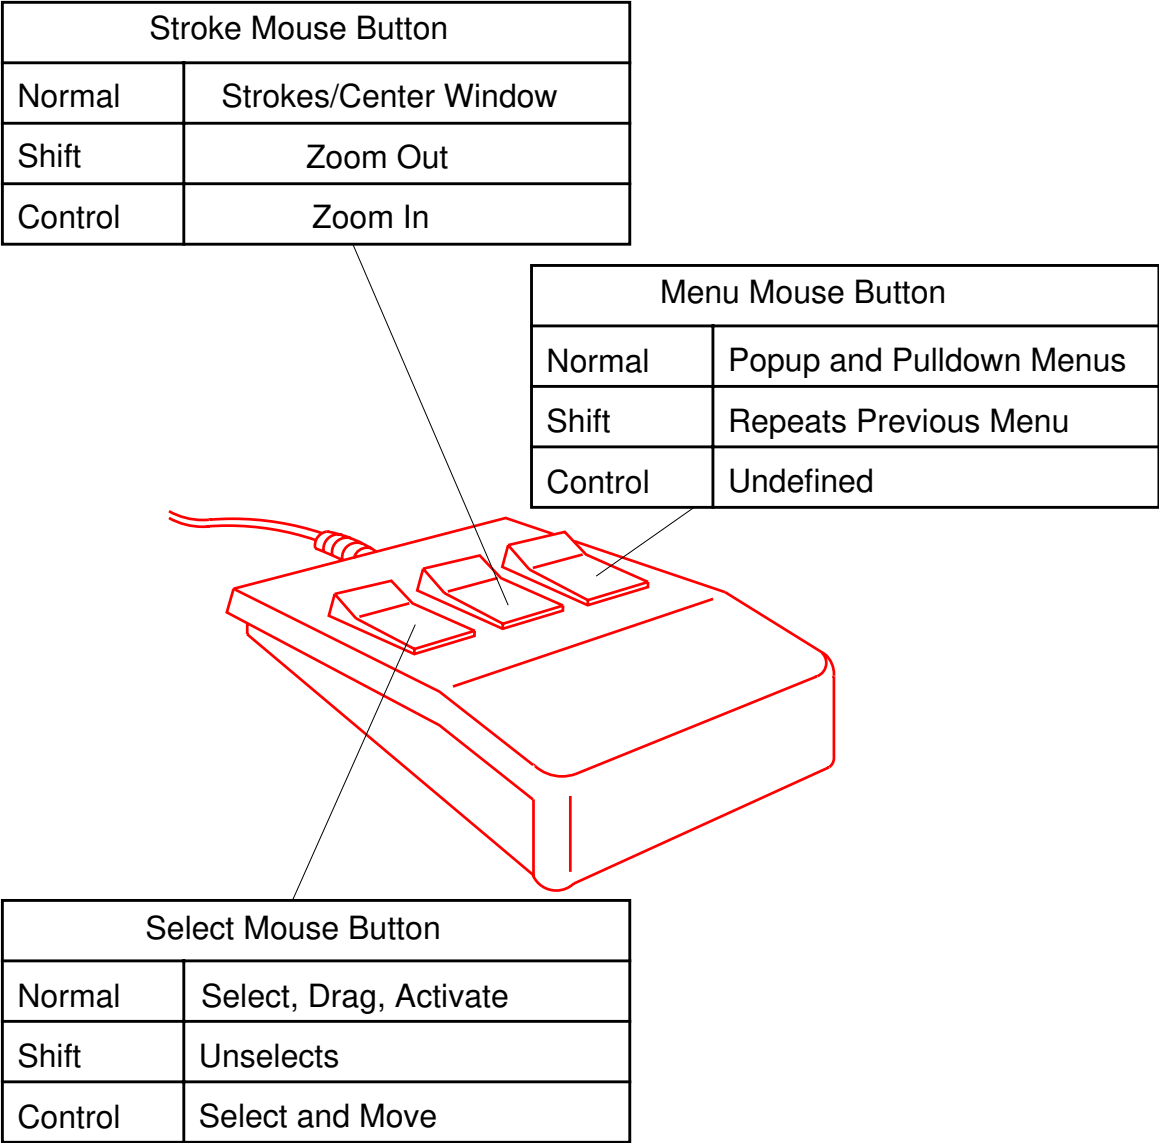 Stroke Mouse Button
Normal Strokes/Center Window
Shift Zoom Out
Control Zoom In
Menu Mouse Button
Normal Popup and Pulldown Menus
Shift Repeats Previous Menu
Control Undefined
Select Mouse Button
Normal Select, Drag, Activate
Shift Unselects
Control Select and Move